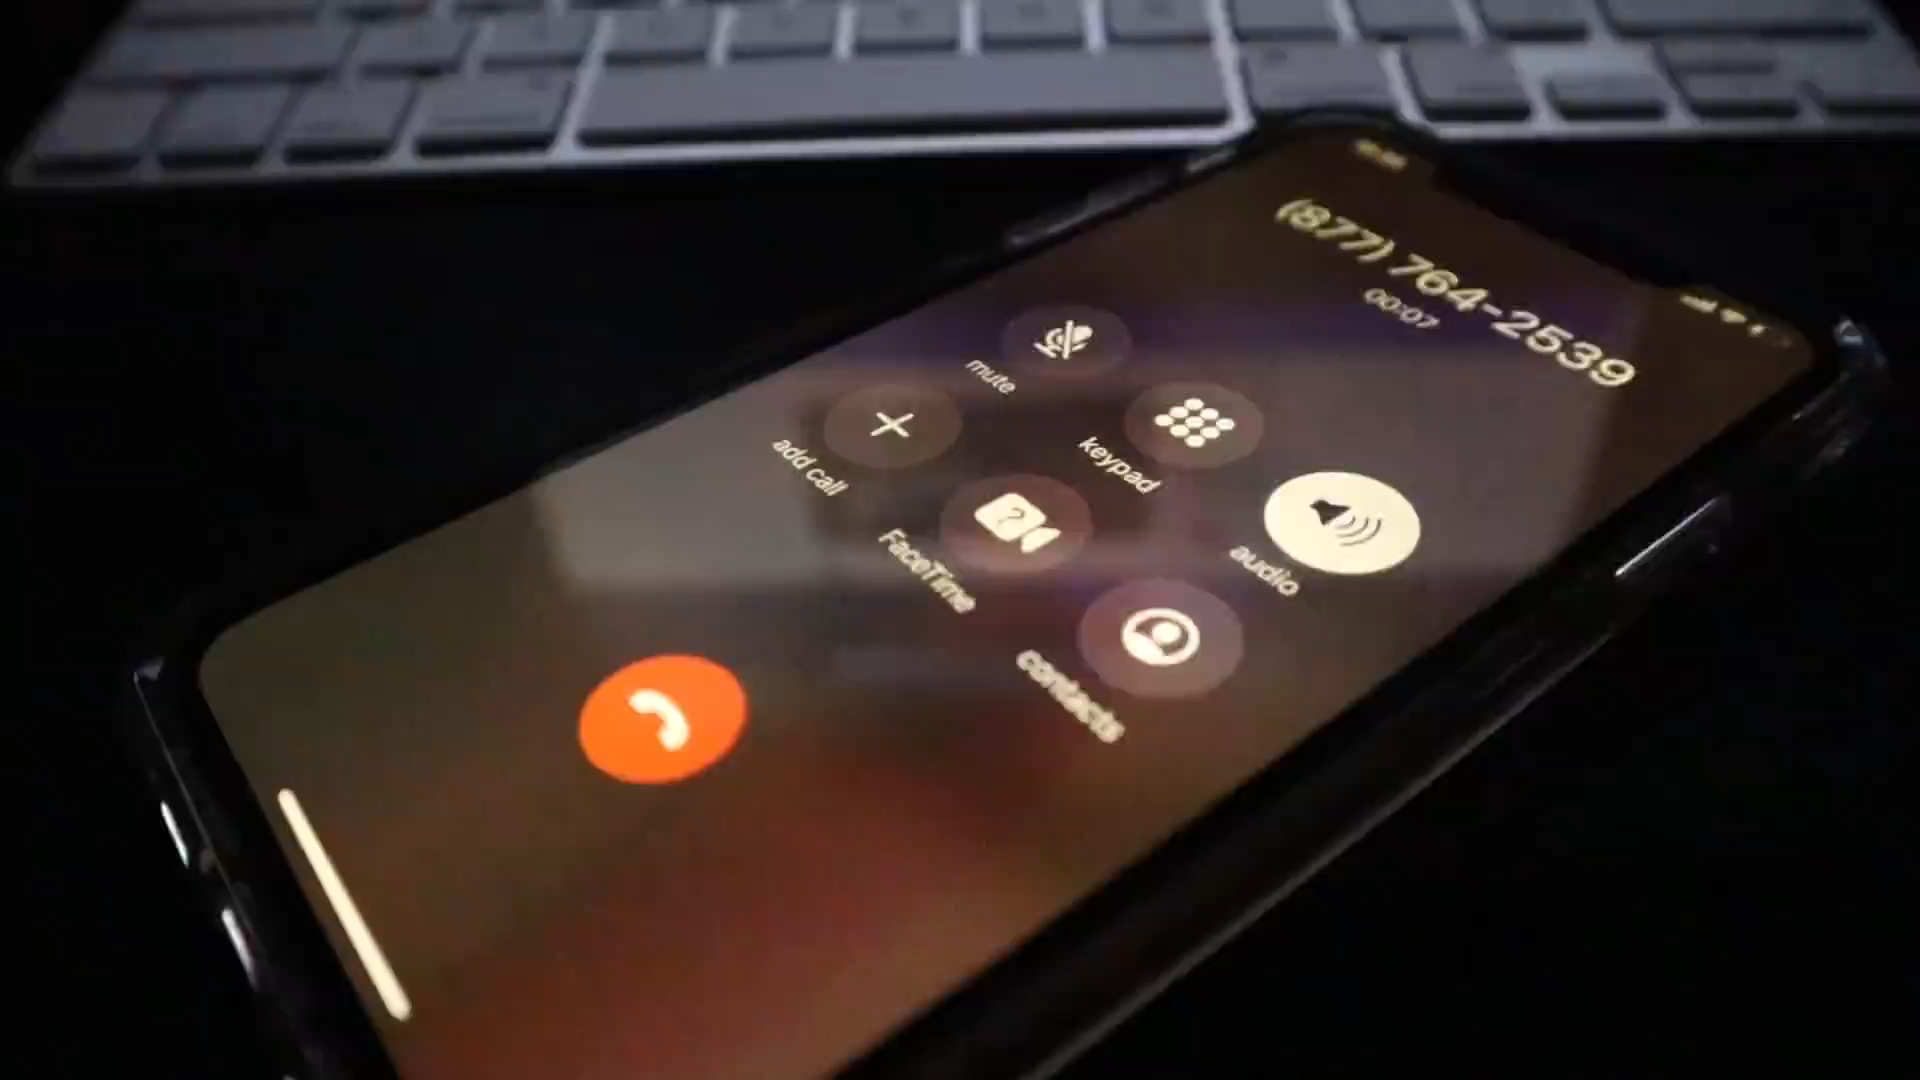 (877) 764-2539
00:07
mute
keypad
audio
add call
FaceTime
contacts